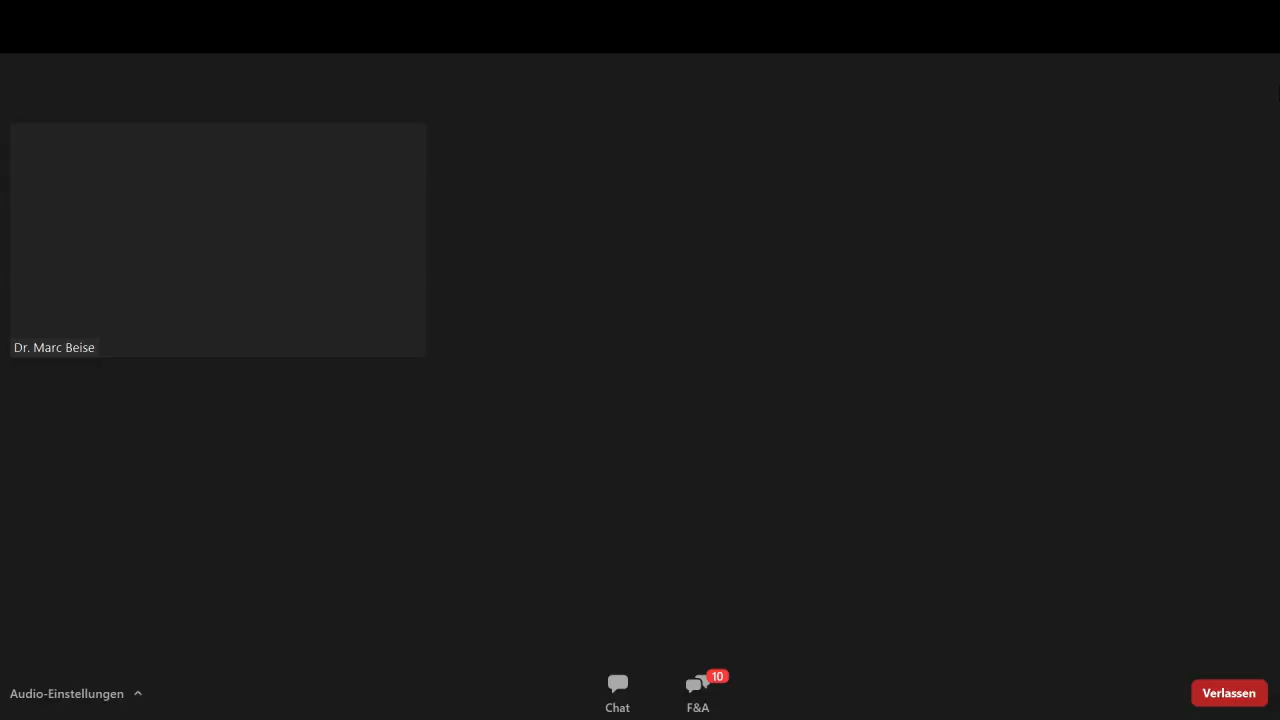 Dr. Marc Beise
10
Audio-Einstellungen
Chat
F&A
Verlassen